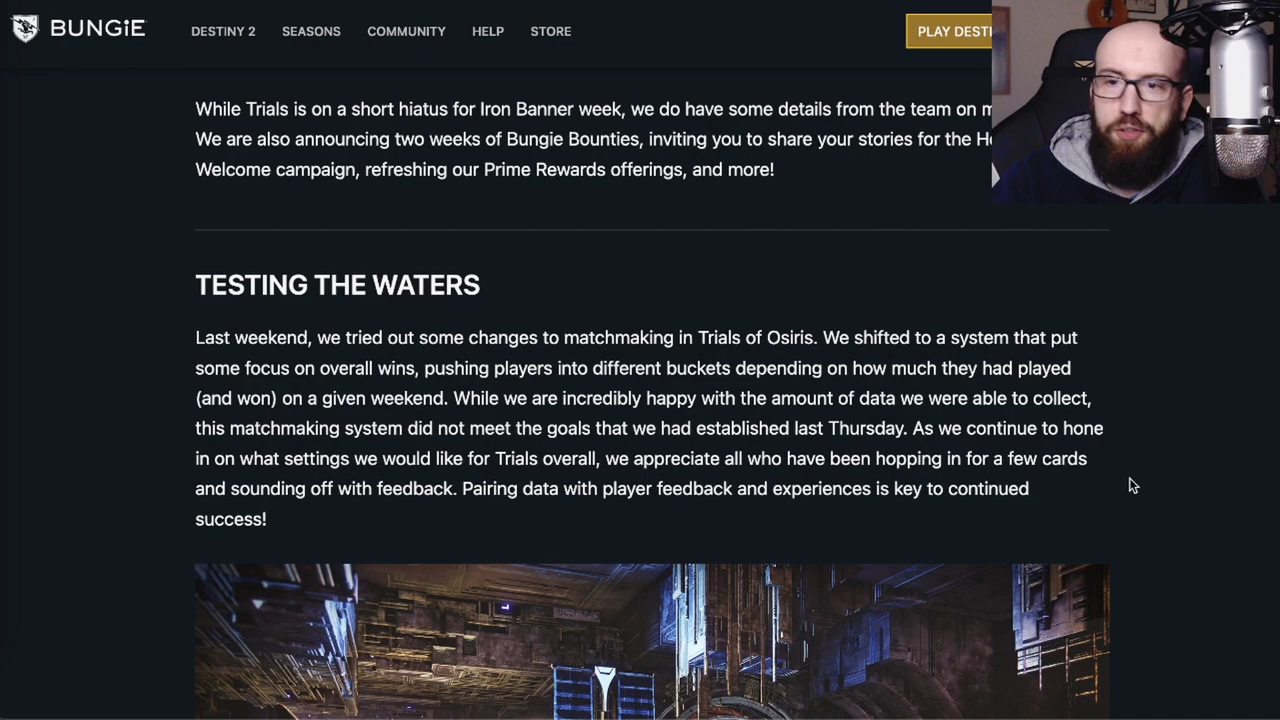 BUNGiE
DESTINY 2 SEASONS COMMUNITY HELP STORE
PLAY DESTI
While Trials is on a short hatus for Iron Banner week, we do have some details from the team on
We are also announcing two weeks of Bungie Bounties, inviting you to share your stories for the
Welcome campaign, refreshing our Prime Rewards offerings, and more!
TESTING THE WATERS
Last weekend, we tried out some changes to matchmaking in Trials of Osiris. We shifted to a system that put
some focus on overall wins, pushing players into different buckets depending on how much they had played
(and won) on a given weekend. While we are incredibly happy with the amount of data we were able to collect,
this matchmaking system did not meet the goals that we had established last Thursday. As we continue to hone
in on what settings we would like for Trials overall, we appreciate all who have been hopping in for a few cards
and sounding off with feedback. Pairing data with player feedback and experiences is key to continued
success!